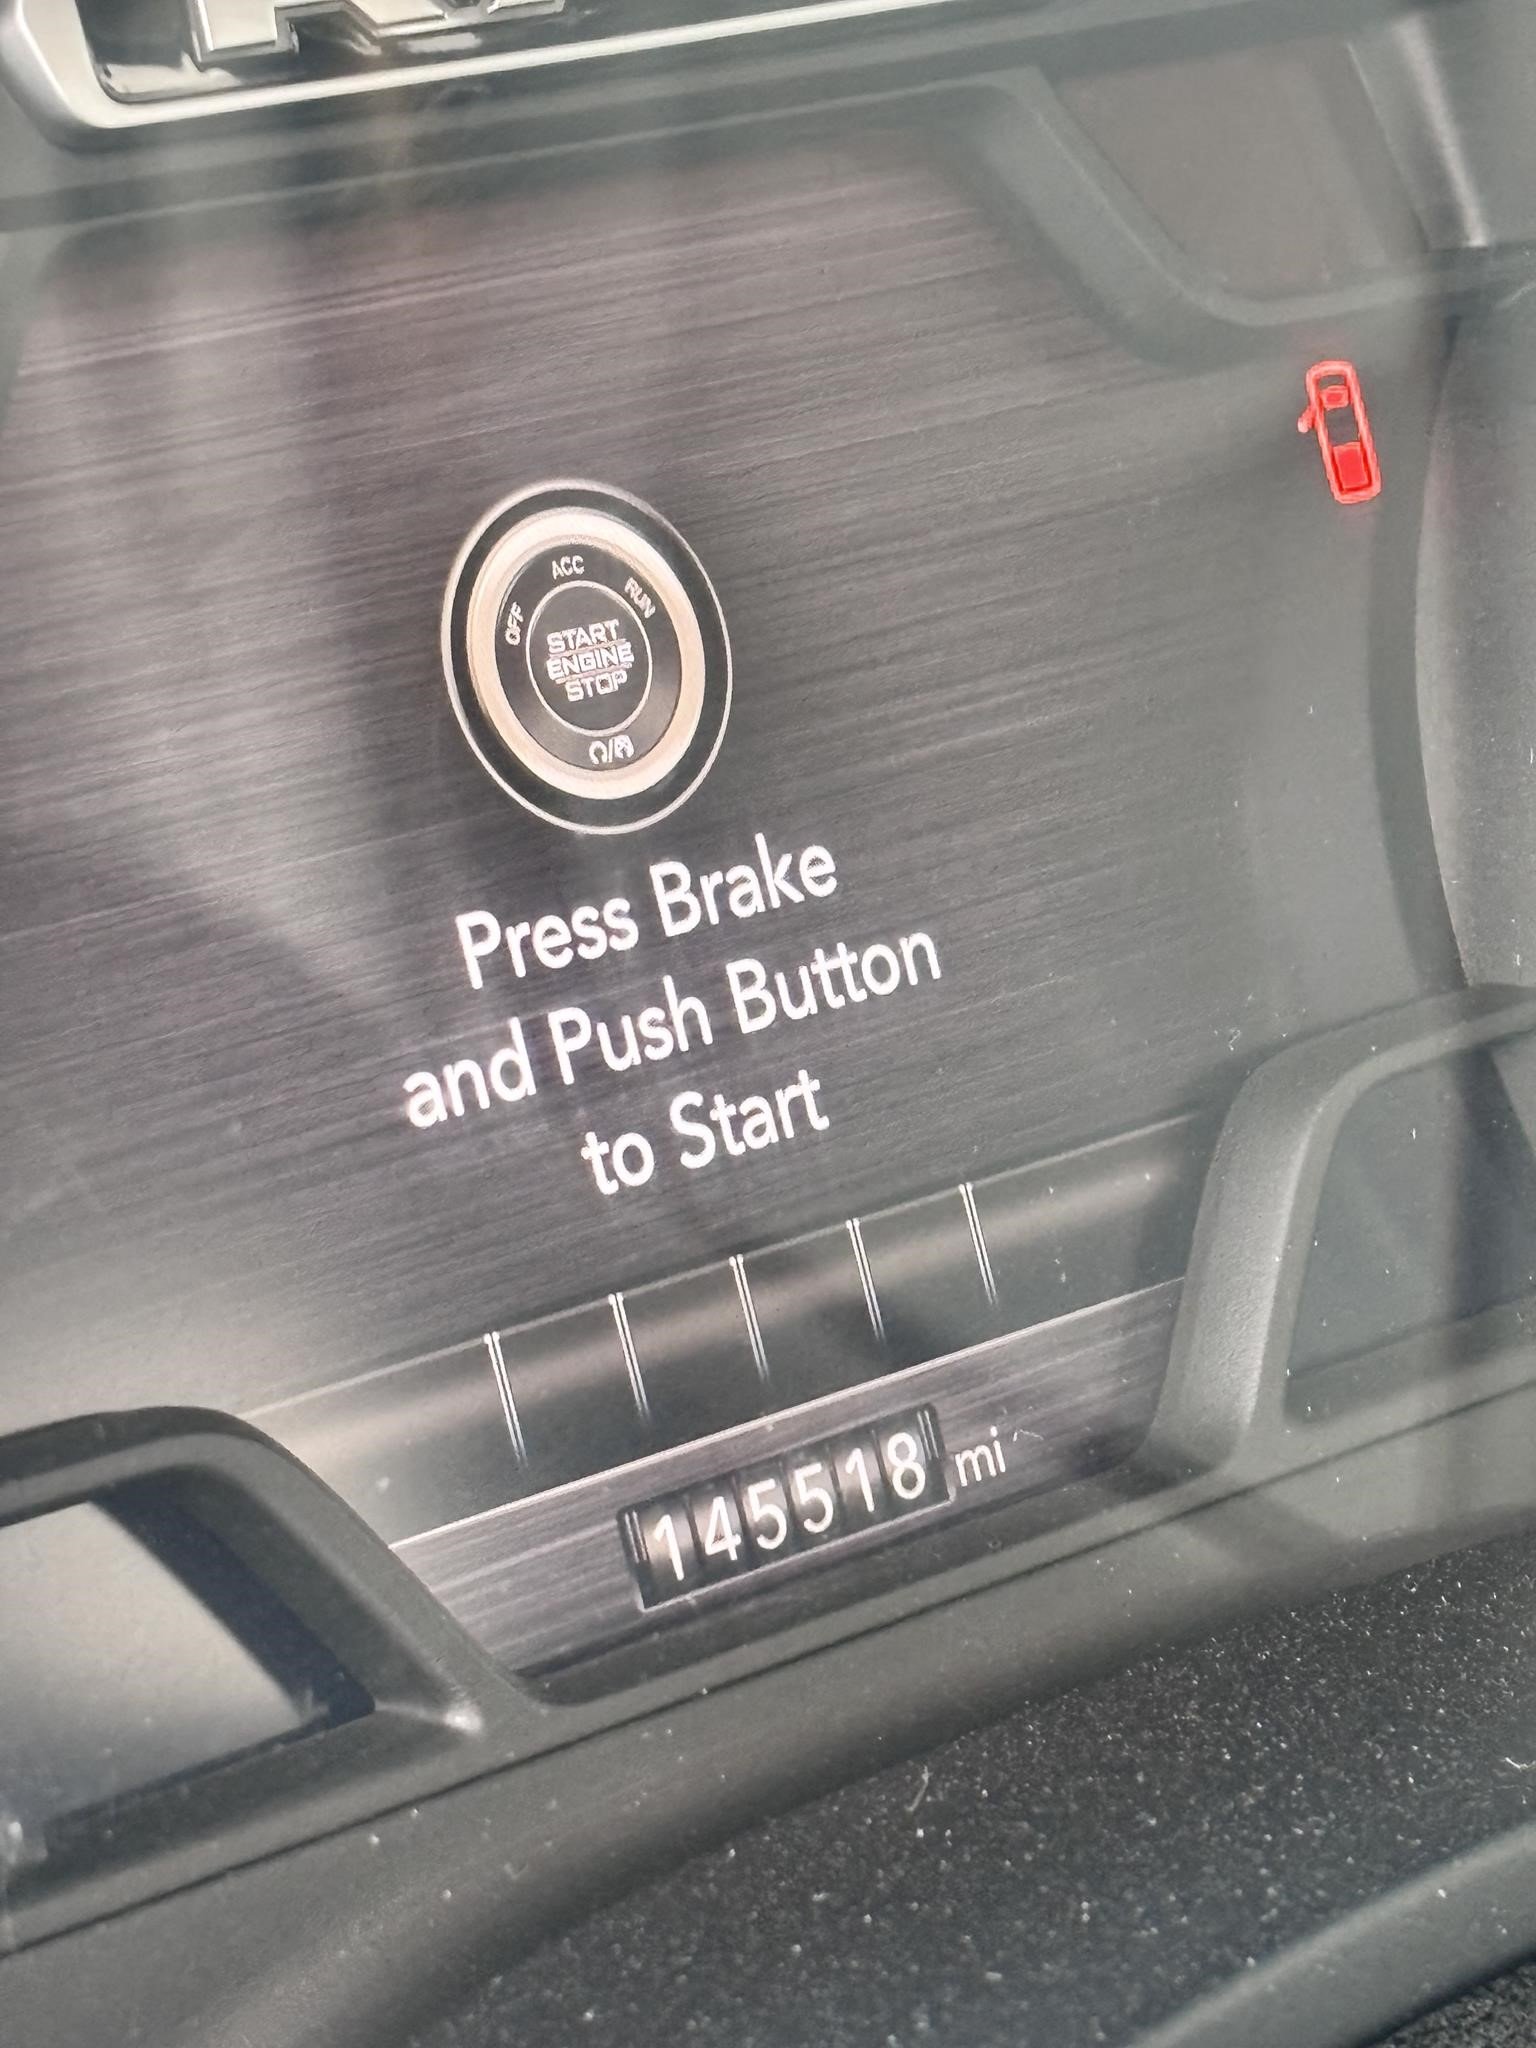 ACC
OFF
RUN
START
ENGINE
STOP
Press Brake
and Push Button
to Start
145518 mi